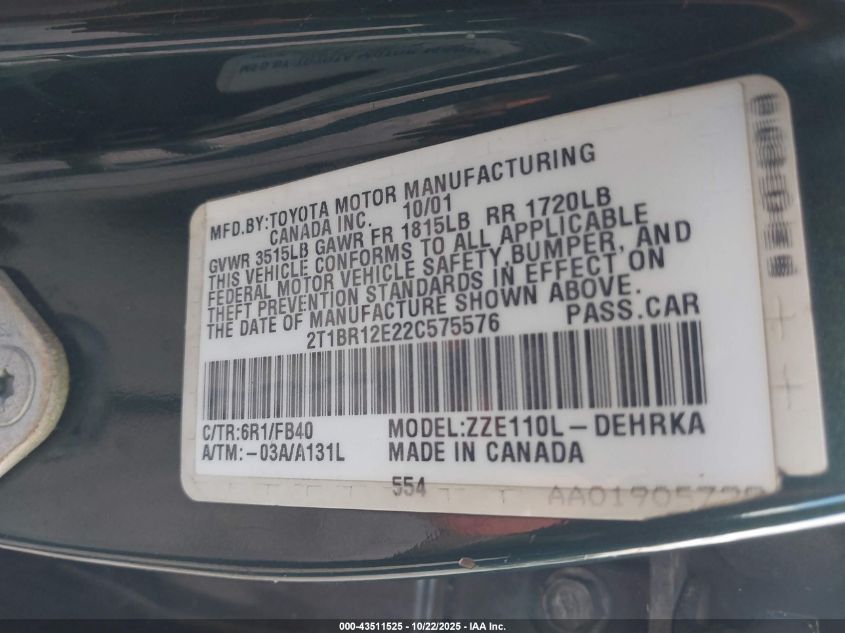 MFD.BY:TOYOTA MOTOR MANUFACTURING
CANADA INC. 10/01
GVWR 3515LB GAWR FR 1815LB RR 1720LB
THIS VEHICLE CONFORMS TO ALL APPLICABLE
FEDERAL MOTOR VEHICLE SAFETY,BUMPER, AND
THEFT PREVENTION STANDARDS IN EFFECT ON
THE DATE OF MANUFACTURE SHOWN ABOVE.
2T1BR12E22C575576 PASS.CAR
C/TR:6R1/FB40 MODEL:ZZE110L-DEHRKA
A/TM:-03A/A131L MADE IN CANADA
554
000-43511525 - 10/22/2025 - IAA Inc.